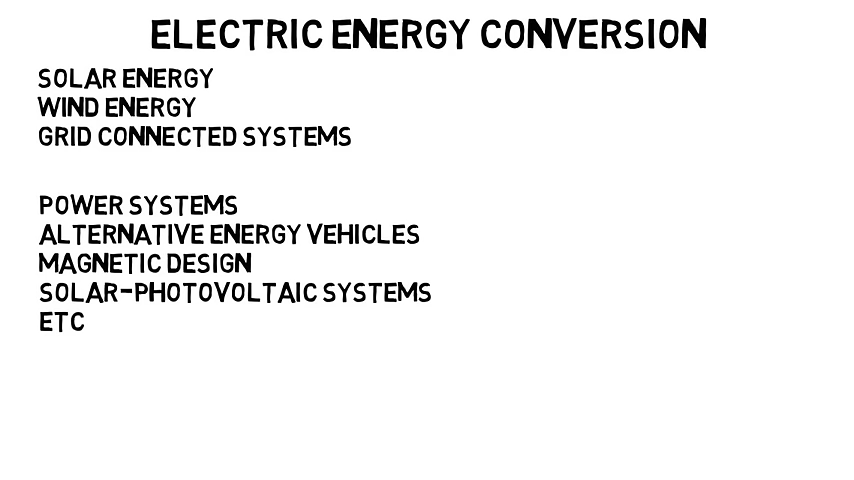 ELECTRIC ENERGY CONVERSION
SOLAR ENERGY
WIND ENERGY
GRID CONNECTED SYSTEMS
POWER SYSTEMS
ALTERNATIVE ENERGY VEHICLES
MAGNETIC DESIGN
SOLAR-PHOTOVOLTAIC SYSTEMS
ETC